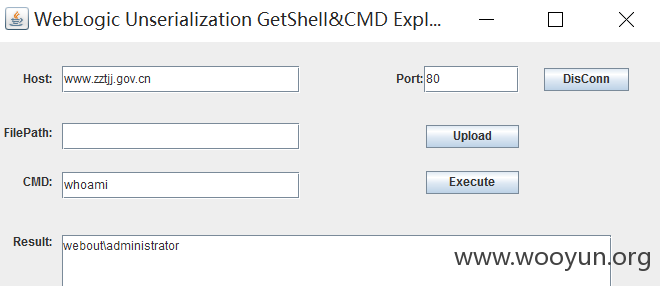 WebLogic Unserialization GetShell&CMD Expl...
Host: www.zztjj.gov.cn Port: 80 DisConn
FilePath: Upload
CMD: whoami Execute
Result: webout\administrator
www.wooyun.org